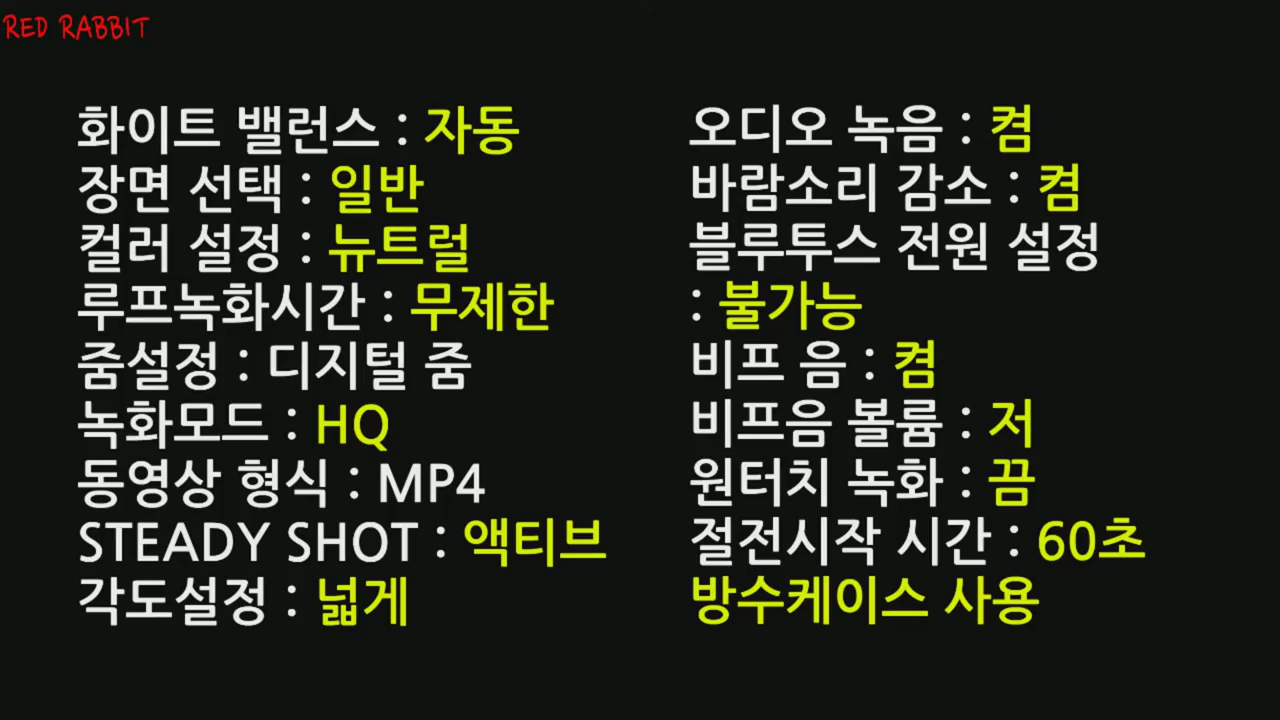 RED RABBIT
화이트 밸런스 : 자동
장면 선택 : 일반
컬러 설정 : 뉴트럴
루프녹화시간 : 무제한
줌설정 : 디지털 줌
녹화모드 : HQ
동영상 형식 : MP4
STEADY SHOT : 액티브
각도설정 : 넓게
오디오 녹음 : 켬
바람소리 감소 : 켬
블루투스 전원 설정
: 불가능
비프 음 : 켬
비프음 볼륨 : 저
원터치 녹화 : 끔
절전시작 시간 : 60초
방수케이스 사용